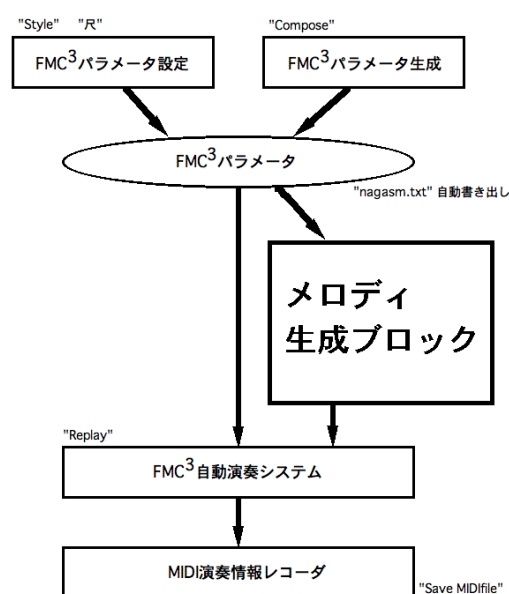 "Style" "尺"
"Compose"
FMC3パラメータ設定
FMC3パラメータ生成
FMC3パラメータ
"nagasm.txt" 自動書き出し
メロディ
生成ブロック
"Replay"
FMC3自動演奏システム
MIDI演奏情報レコーダ
"Save MIDIfile"